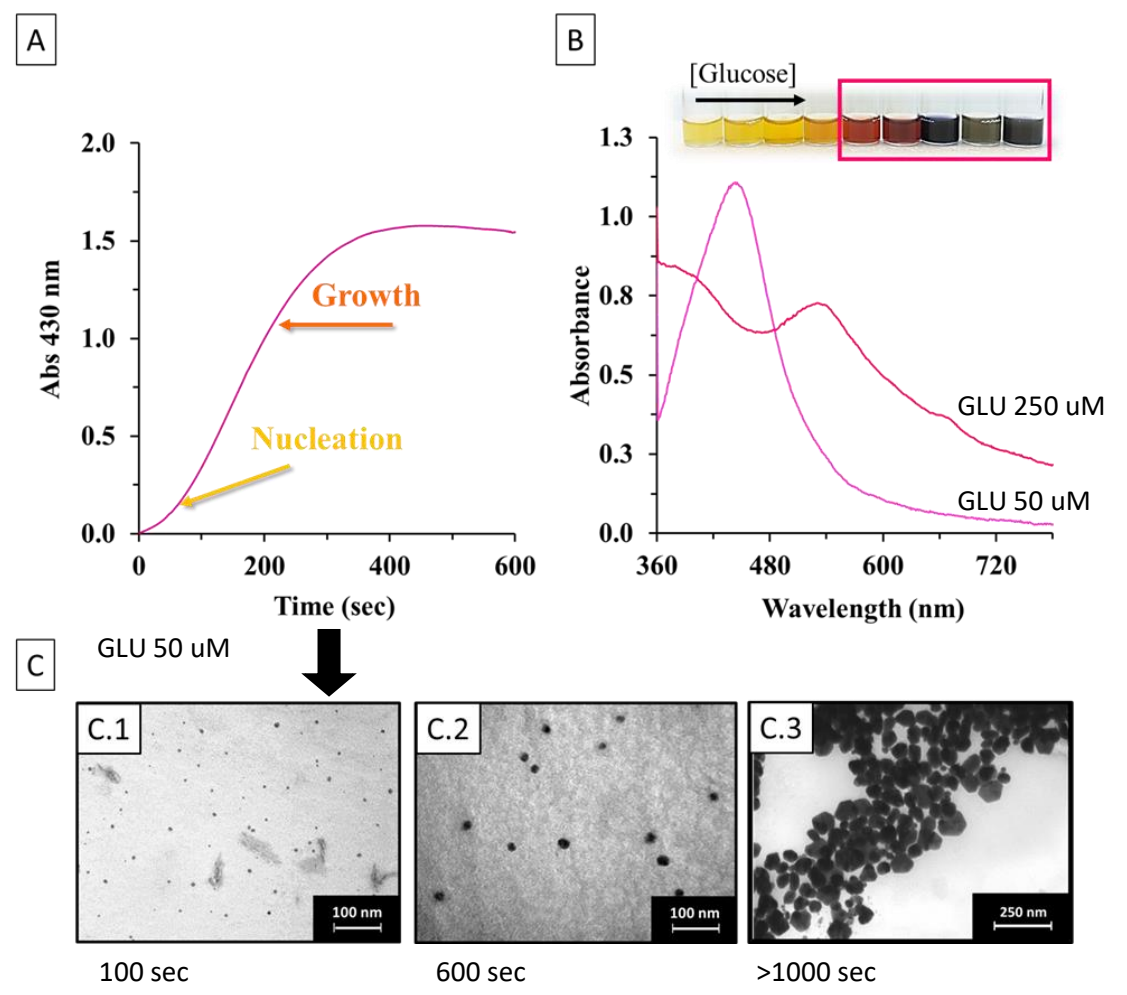 A
B
[Glucose]
2.0
1.5
1.0
0.5
0.0
Abs 430 nm
Growth
Nucleation
0
200
400
600
Time (sec)
1.3
1.0
0.8
0.5
0.3
0.0
Absorbance
GLU 250 uM
GLU 50 uM
360
480
600
720
Wavelength (nm)
GLU 50 uM
C
C.1
100 nm
C.2
100 nm
C.3
250 nm
100 sec
600 sec
>1000 sec